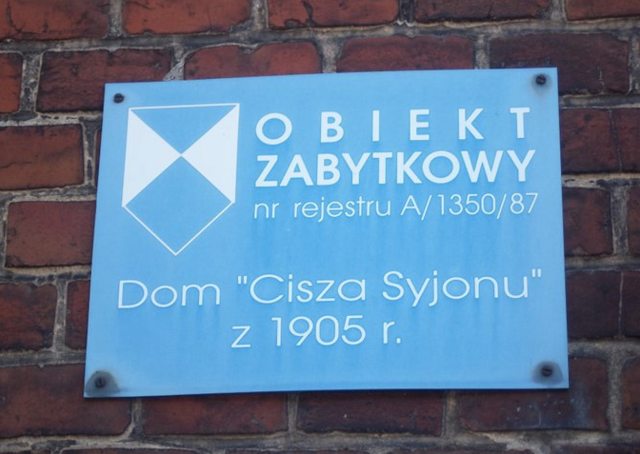 OBIEKT
ZABYTKOWY
nr rejestru A/1350/87
Dom "Cisza Syjonu"
z 1905 r.